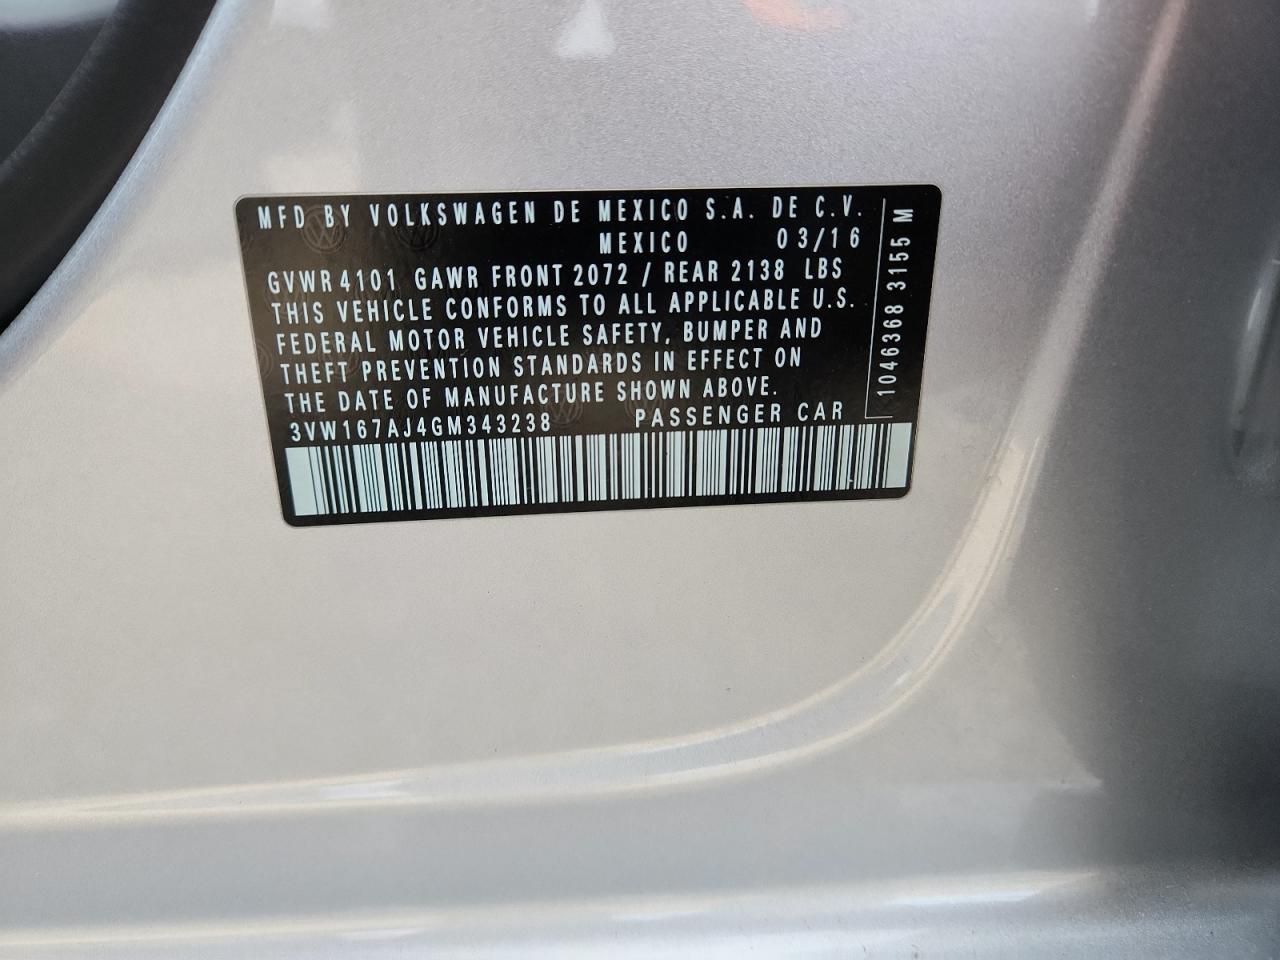 MFD BY VOLKSWAGEN DE MEXICO S.A. DE C.V.
MEXICO 03/16
GVWR 4101 GAWR FRONT 2072 / REAR 2138 LBS
THIS VEHICLE CONFORMS TO ALL APPLICABLE U.S.
FEDERAL MOTOR VEHICLE SAFETY, BUMPER AND
THEFT PREVENTION STANDARDS IN EFFECT ON
THE DATE OF MANUFACTURE SHOWN ABOVE.
3VW167AJ4GM343238 PASSENGER CAR
1046368 3155 M